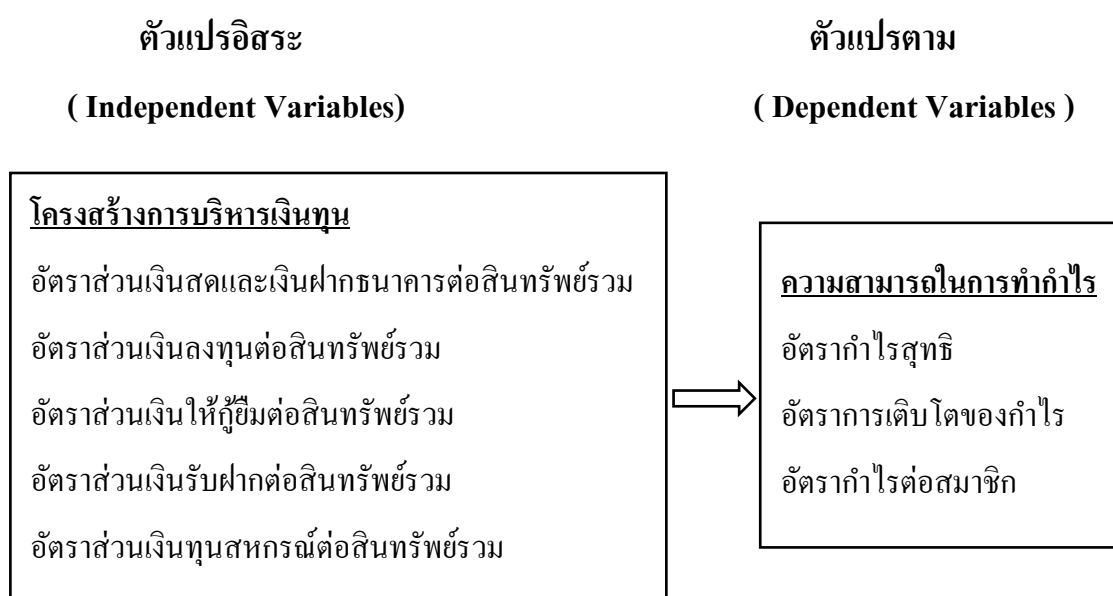 ตัวแปรอิสระ
ตัวแปรตาม
( Independent Variables)
( Dependent Variables )
โครงสร้างการบริหารเงินทุน
อัตราส่วนเงินสดและเงินฝากธนาคารต่อสินทรัพย์รวม
อัตราส่วนเงินลงทุนต่อสินทรัพย์รวม
อัตราส่วนเงินให้กู้ยืมต่อสินทรัพย์รวม
อัตราส่วนเงินรับฝากต่อสินทรัพย์รวม
อัตราส่วนเงินทุนสหกรณ์ต่อสินทรัพย์รวม
ความสามารถในการทำกำไร
อัตรากำไรสุทธิ
อัตราการเติบโตของกำไร
อัตรากำไรต่อสมาชิก